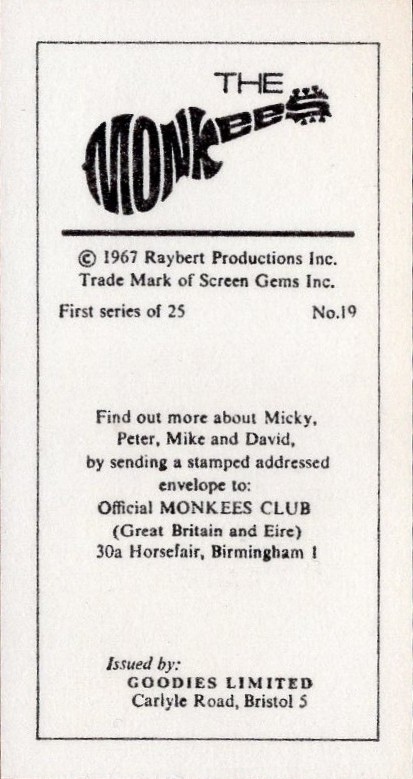 THE
MONKEES
© 1967 Raybert Productions Inc.
Trade Mark of Screen Gems Inc.
First series of 25 No.19
Find out more about Micky,
Peter, Mike and David,
by sending a stamped addressed
envelope to:
Official MONKEES CLUB
(Great Britain and Eire)
30a Horsefair, Birmingham 1
Issued by:
GOODIES LIMITED
Carlyle Road, Bristol 5